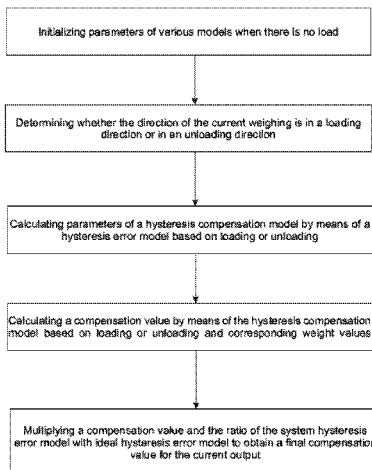 Initializing parameters of various models when there is no load
Determining whether the direction of the current weighing is in a loading
direction or in an unloading direction
Calculating parameters of a hysteresis compensation model by means of a
hysteresis error model based on loading or unloading
Calculating a compensation value by means of the hysteresis compensation
model based on loading or unloading and corresponding weight values
Multiplying a compensation value and the ratio of the system hysteresis
error model with ideal hysteresis error model to obtain a final compensation
value for the current output